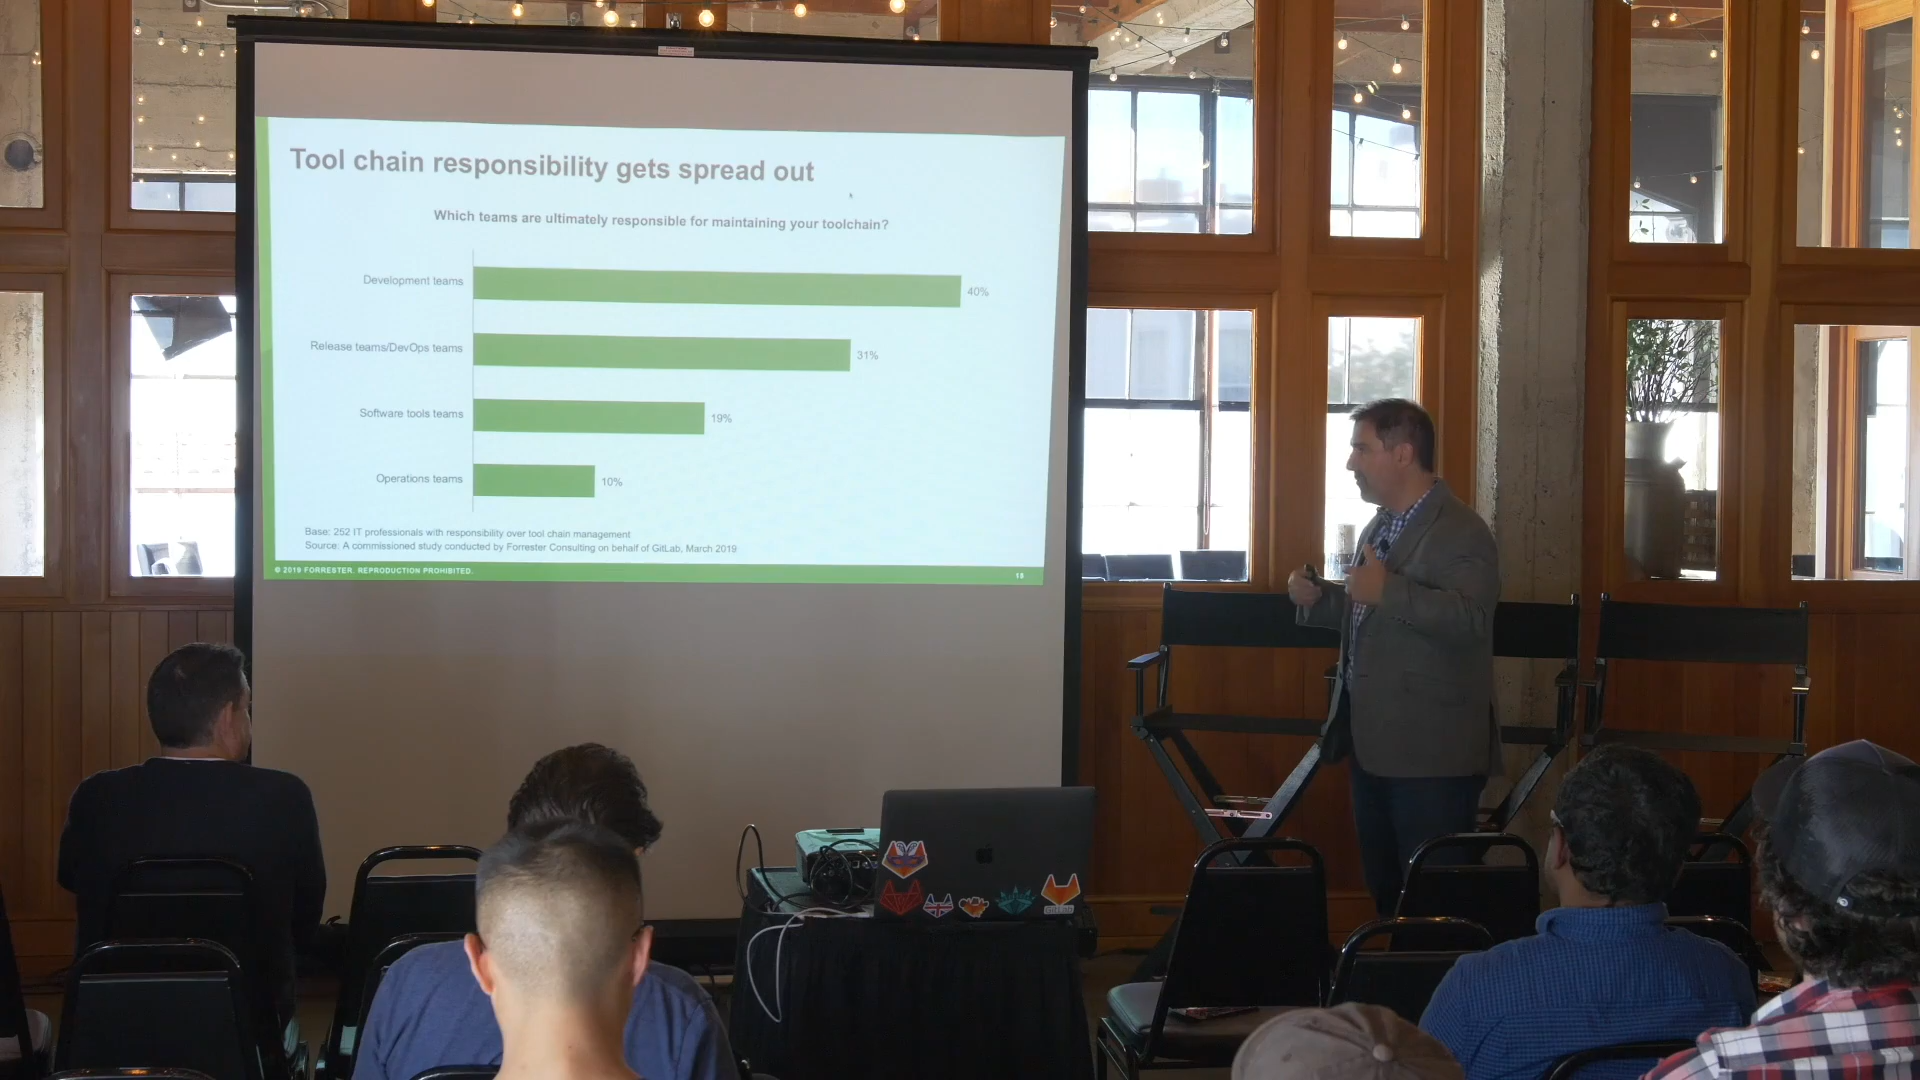 Tool chain responsibility gets spread out
Which teams are ultimately responsible for maintaining your toolchain?
Development teams
40%
Release teams/DevOps teams
31%
Software tools teams
19%
Operations teams
10%
Base: 252 IT professionals with responsibility over tool chain management
Source: A commissioned study conducted by Forrester Consulting on behalf of GitLab, March 2019
© 2019 FORRESTER. REPRODUCTION PROHIBITED.
GitLab